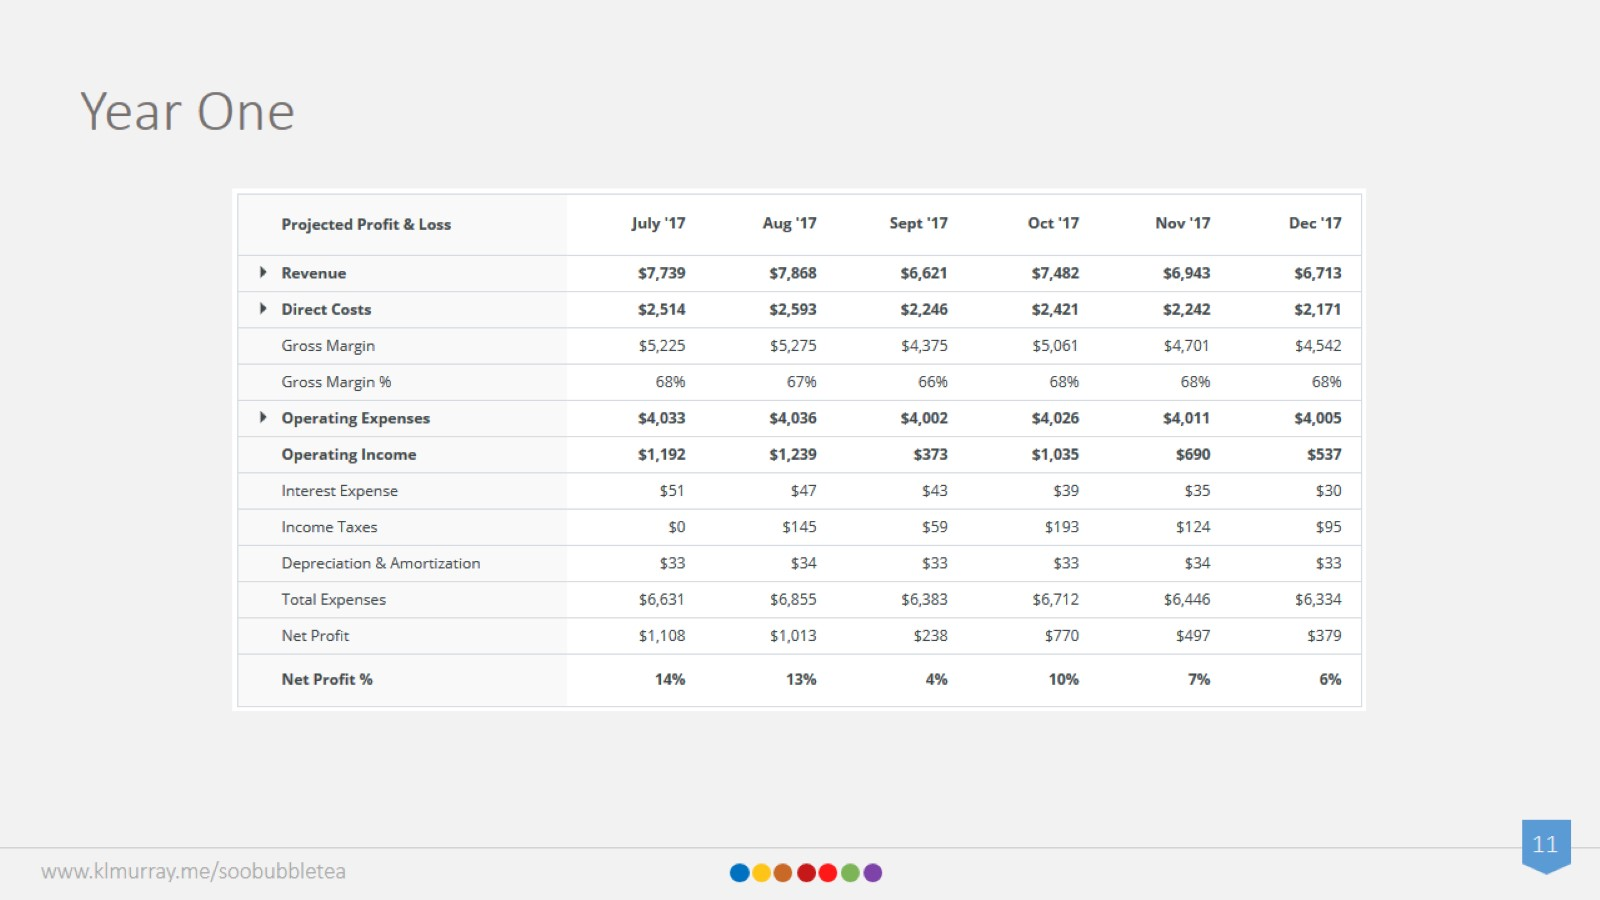 Year One
Projected Profit & Loss July '17 Aug '17 Sept '17 Oct '17 Nov '17 Dec '17
Revenue $7,739 $7,868 $6,621 $7,482 $6,943 $6,713
Direct Costs $2,514 $2,593 $2,246 $2,421 $2,242 $2,171
Gross Margin $5,225 $5,275 $4,375 $5,061 $4,701 $4,542
Gross Margin % 68% 67% 66% 68% 68% 68%
Operating Expenses $4,033 $4,036 $4,002 $4,026 $4,011 $4,005
Operating Income $1,192 $1,239 $373 $1,035 $690 $537
Interest Expense $51 $47 $43 $39 $35 $30
Income Taxes $0 $145 $59 $193 $124 $95
Depreciation & Amortization $33 $34 $33 $33 $34 $33
Total Expenses $6,631 $6,855 $6,383 $6,712 $6,446 $6,334
Net Profit $1,108 $1,013 $238 $770 $497 $379
Net Profit % 14% 13% 4% 10% 7% 6%
11
www.klmurray.me/soobubbletea